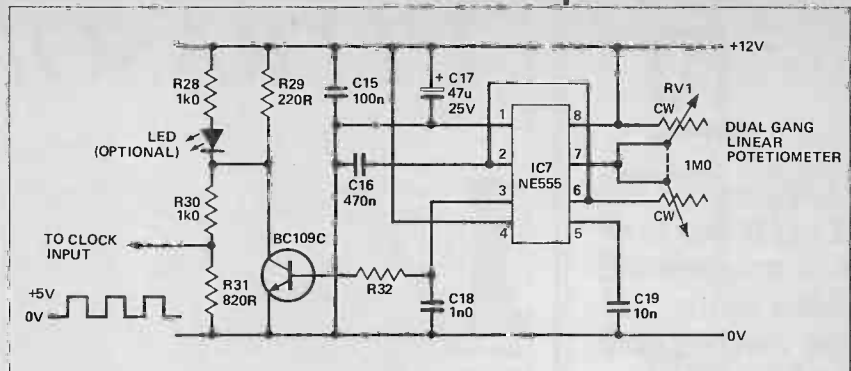 +12V
R28
1k0
R29
220R
C15
100n
+ C17
47u
25V
RV1
CW
1
8
LED
(OPTIONAL)
DUAL GANG
LINEAR
POTETIOMETER
2
7
IC7
NE555
1M0
C16
470n
3
6
R30
1k0
CW
4
5
TO CLOCK
INPUT
BC109C
R32
R31
820R
C18
1n0
C19
10n
+5V
0V
0V